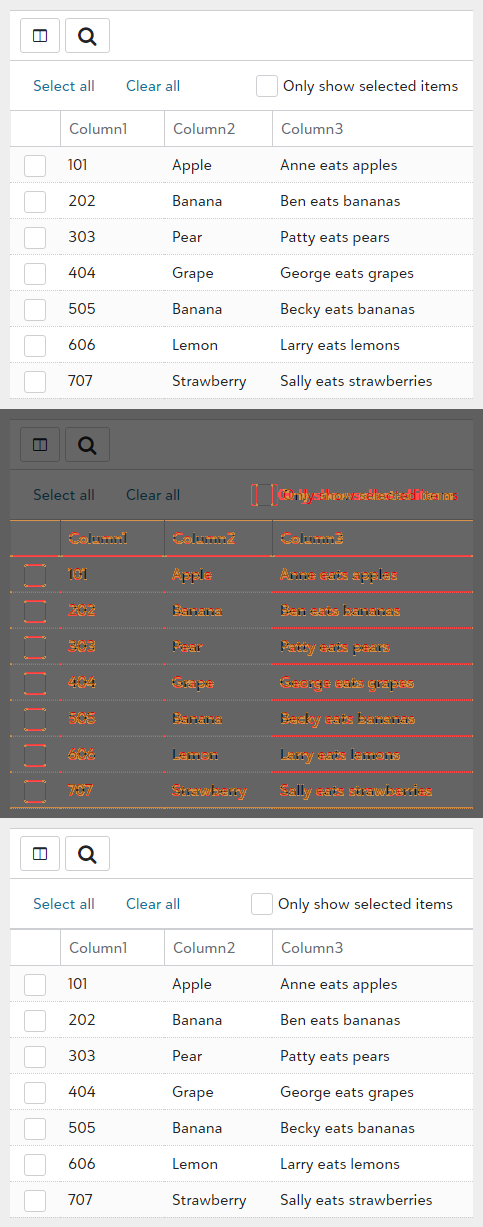 Select all Clear all Only show selected items
Column1 Column2 Column3
101 Apple Anne eats apples
202 Banana Ben eats bananas
303 Pear Patty eats pears
404 Grape George eats grapes
505 Banana Becky eats bananas
606 Lemon Larry eats lemons
707 Strawberry Sally eats strawberries
Select all Clear all Only show selected items
Column1 Column2 Column3
101 Apple Anne eats apples
202 Banana Ben eats bananas
303 Pear Patty eats pears
404 Grape George eats grapes
505 Banana Becky eats bananas
606 Lemon Larry eats lemons
707 Strawberry Sally eats strawberries
Select all Clear all Only show selected items
Column1 Column2 Column3
101 Apple Anne eats apples
202 Banana Ben eats bananas
303 Pear Patty eats pears
404 Grape George eats grapes
505 Banana Becky eats bananas
606 Lemon Larry eats lemons
707 Strawberry Sally eats strawberries